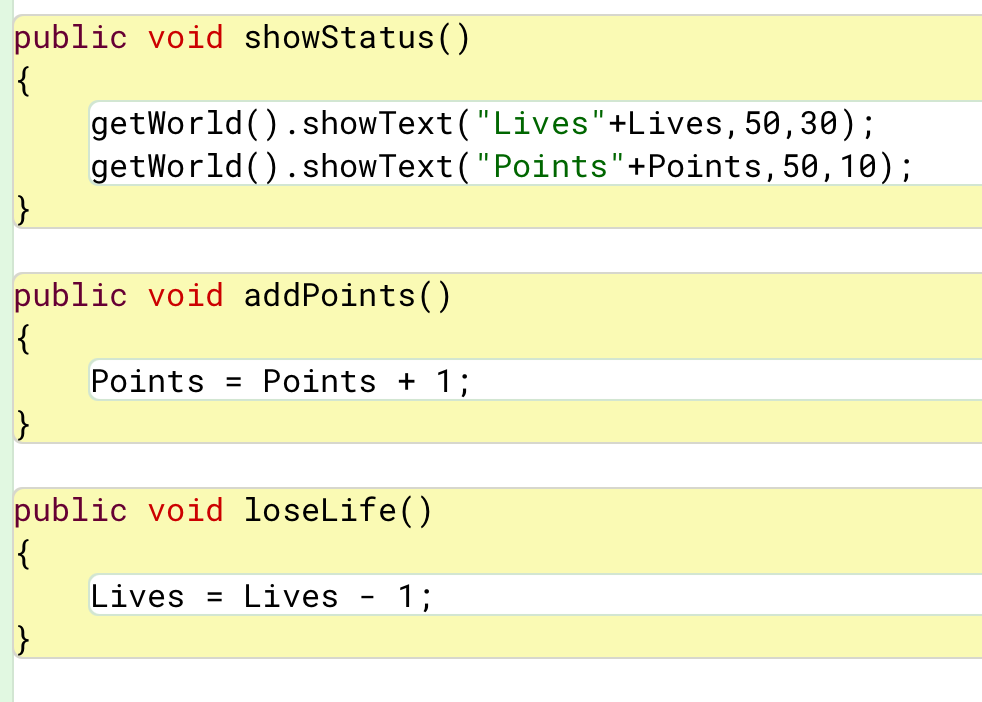 public void showStatus()
{
getWorld().showText("Lives"+Lives,50,30);
getWorld().showText("Points"+Points,50,10);
}
public void addPoints()
{
Points = Points + 1;
}
public void loseLife()
{
Lives = Lives - 1;
}